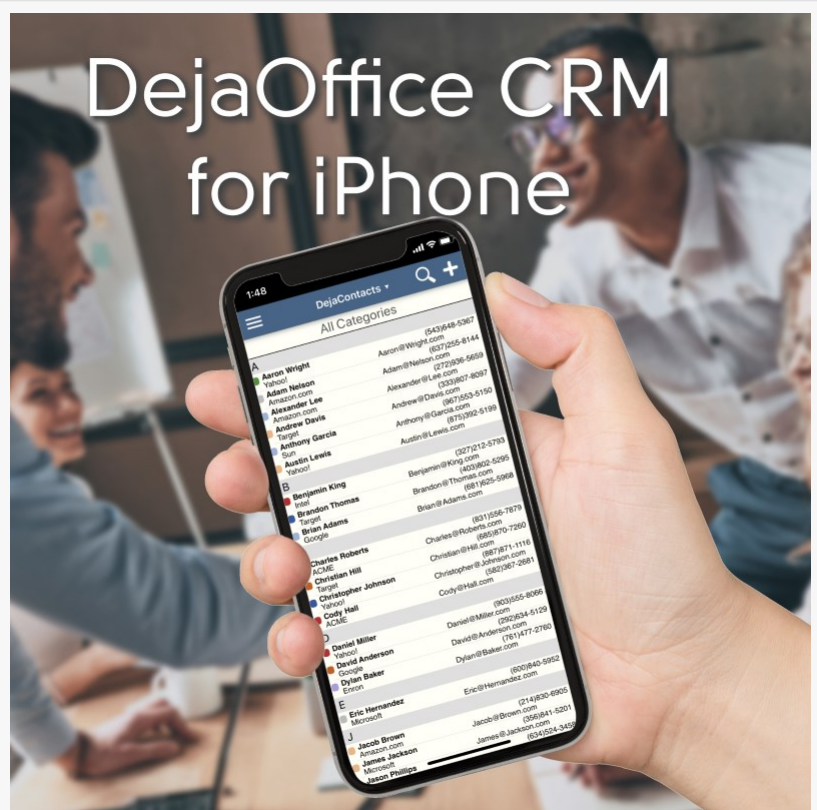 DejaOffice CRM
for iPhone
1:48
DejaContacts
All Categories
A
Aaron Wright (543)648-5367
Yahoo! Aaron@Wright.com
Adam Nelson (637)255-8144
Amazon.com Adam@Nelson.com
Alexander Lee (272)936-5659
Amazon.com Alexander@Lee.com
Andrew Davis (333)807-8097
Target Andrew@Davis.com
Anthony Garcia (967)553-5150
Sun Anthony@Garcia.com
Austin Lewis (875)392-5199
Yahoo! Austin@Lewis.com
B
Benjamin King (327)212-5793
Intel Benjamin@King.com
Brandon Thomas (403)802-5295
Target Brandon@Thomas.com
Brian Adams (681)625-5968
Google Brian@Adams.com
Charles Roberts (831)556-7879
ACME Charles@Roberts.com
Christian Hill (685)870-7260
Target Christian@Hill.com
Christopher Johnson (887)871-1116
Yahoo! Christopher@Johnson.com
Cody Hall (582)367-2681
ACME Cody@Hall.com
D
Daniel Miller (903)555-8066
Yahoo! Daniel@Miller.com
David Anderson (292)634-5129
Google David@Anderson.com
Dylan Baker (761)477-2760
Enron Dylan@Baker.com
E
Eric Hernandez (600)840-5952
Microsoft Eric@Hernandez.com
J
Jacob Brown (214)830-6905
Amazon.com Jacob@Brown.com
James Jackson (356)841-5201
Microsoft James@Jackson.com
Jason Phillips (634)524-3458